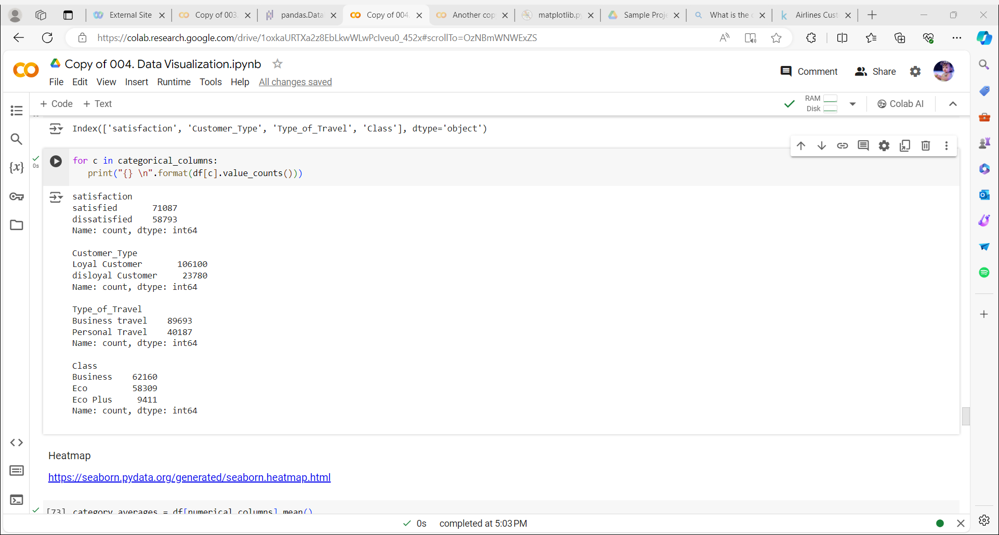 External Site
Copy of 003.
pandas.Data
Copy of 004.
Another cop
matplotlib.p
Sample Proje
What is the
Airlines Cust
https://colab.research.google.com/drive/1oxkaURTXa2z8EbLkwWLwPclveu0_452x#scrollTo=OzNBmWNWExZS
Copy of 004. Data Visualization.ipynb
Comment
Share
File Edit View Insert Runtime Tools Help All changes saved
+ Code + Text
RAM
Disk
Colab AI
Index(['satisfaction', 'Customer_Type', 'Type_of_Travel', 'Class'], dtype='object')
{x}
0s
for c in categorical_columns:
print("{} \n".format(df[c].value_counts()))
satisfaction
satisfied 71087
dissatisfied 58793
Name: count, dtype: int64
Customer_Type
Loyal Customer 106100
disloyal Customer 23780
Name: count, dtype: int64
Type_of_Travel
Business travel 89693
Personal Travel 40187
Name: count, dtype: int64
Class
Business 62160
Eco 58309
Eco Plus 9411
Name: count, dtype: int64
Heatmap
https://seaborn.pydata.org/generated/seaborn.heatmap.html
[73] category_averages = df[numerical_columns].mean()
0s completed at 5:03 PM